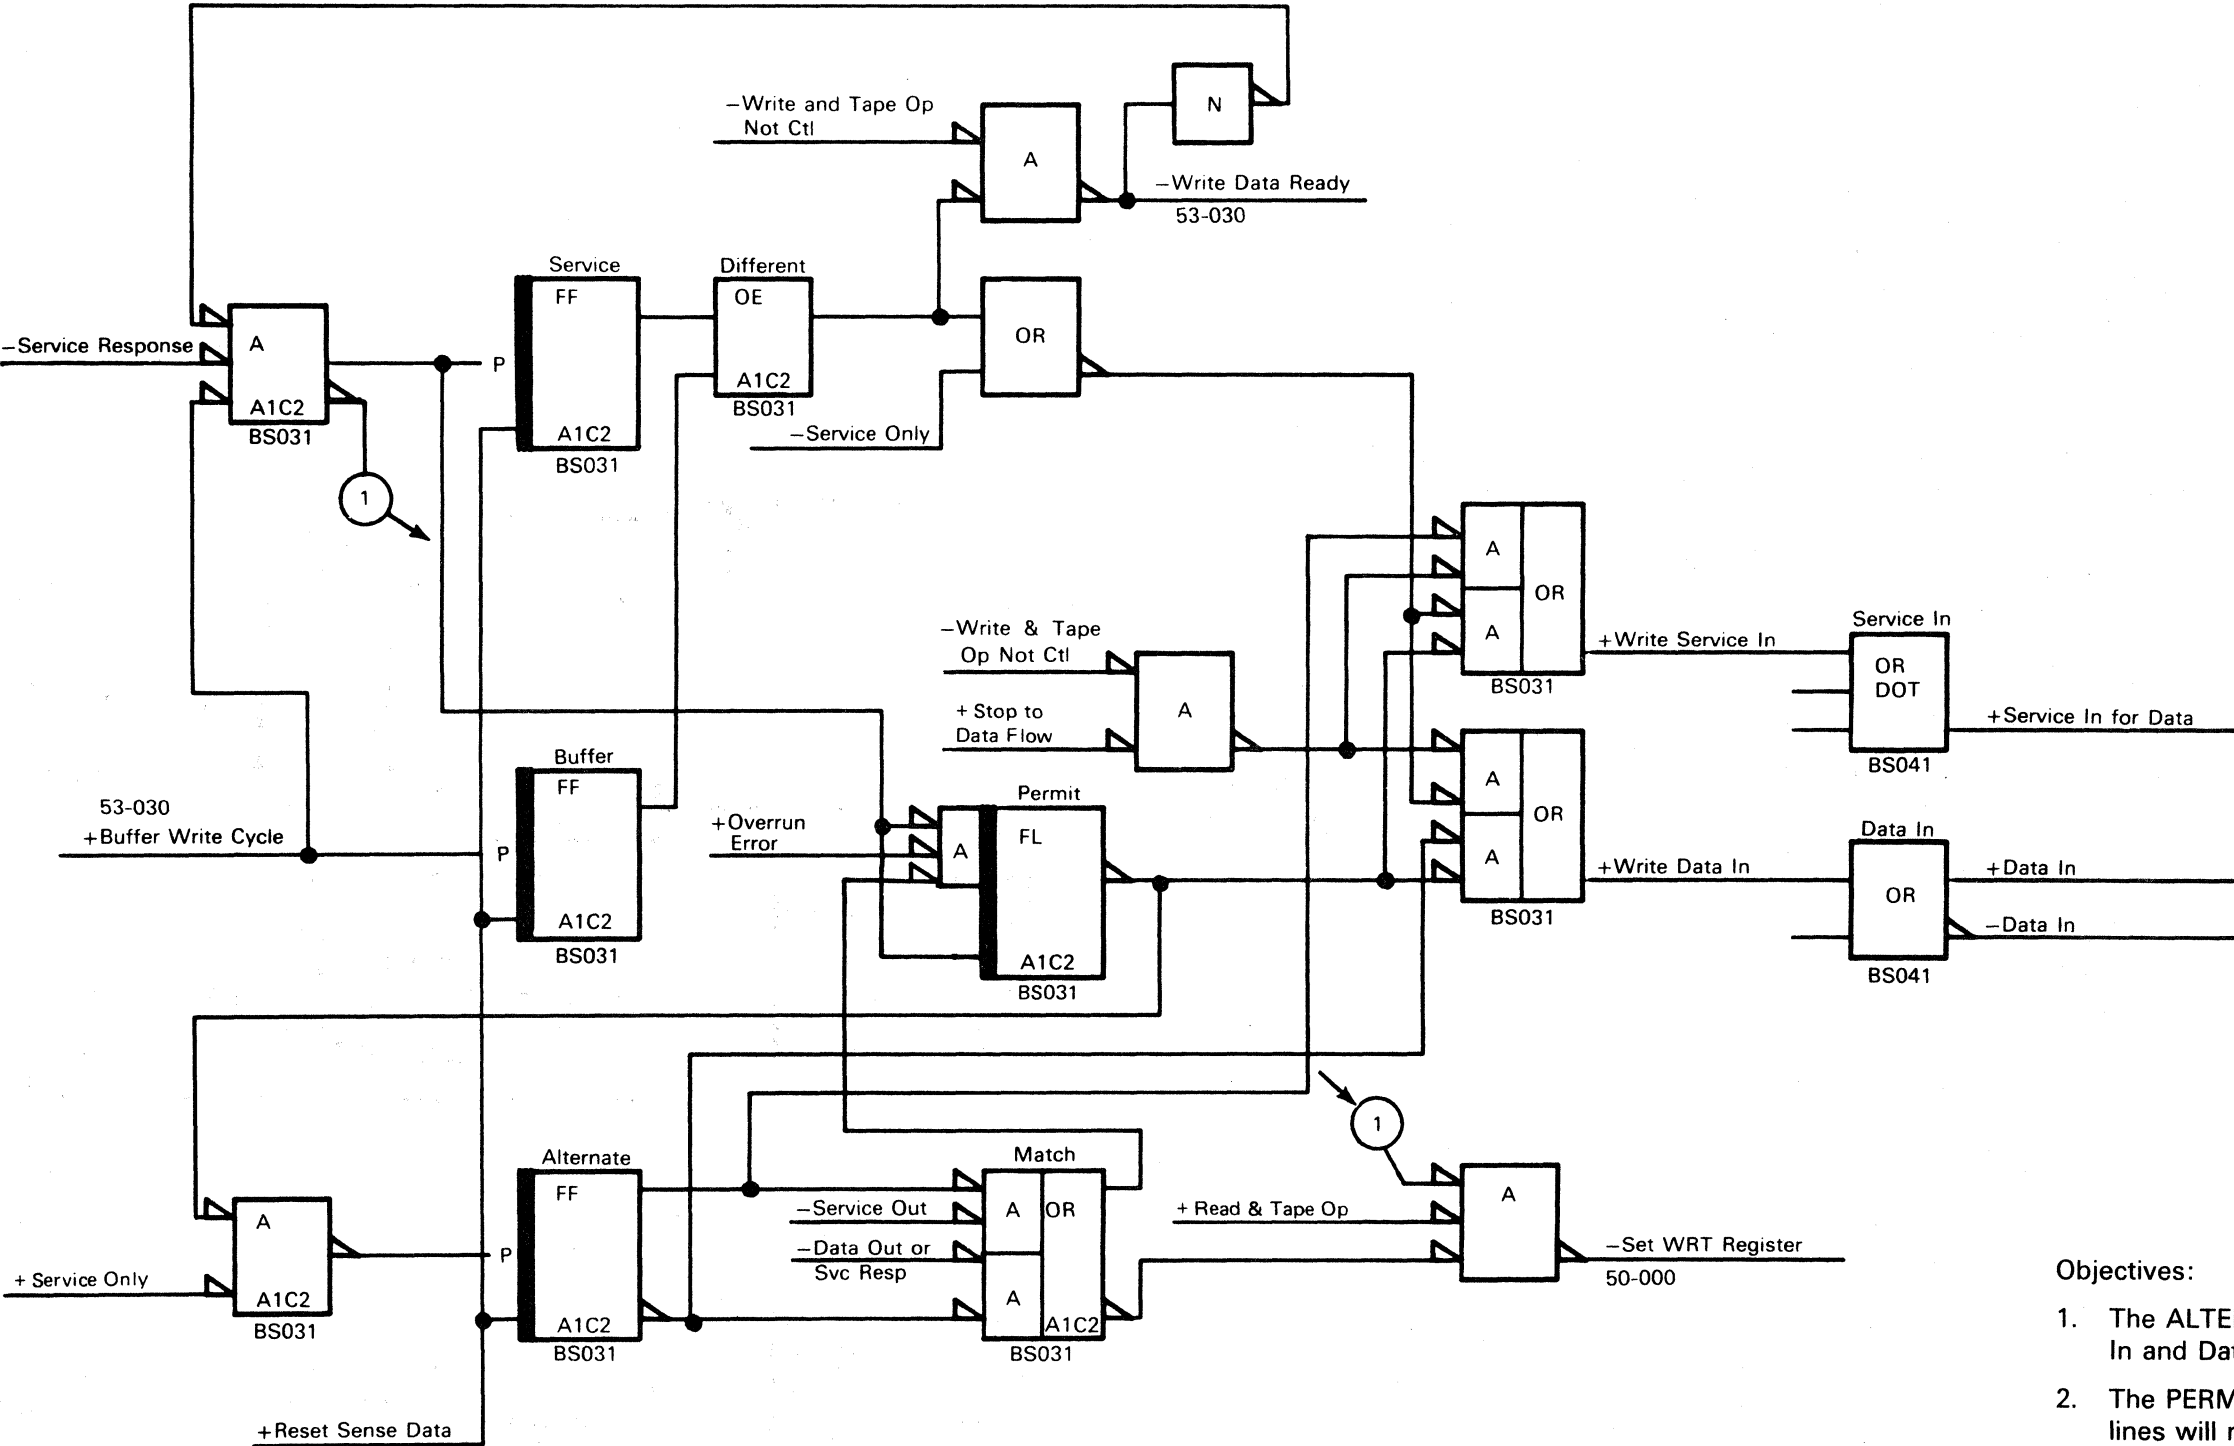 N
—Write and Tape Op
Not Ctl
A
—Write Data Ready
53-030
Service
FF
P
A1C2
BS031
Different
OE
A1C2
BS031
OR
—Service Only
—Service Response
A
A1C2
BS031
1
A
OR
A
BS031
+Write Service In
Service In
OR
DOT
BS041
+Service In for Data
—Write & Tape
Op Not Ctl
+ Stop to
Data Flow
A
Buffer
FF
P
A1C2
BS031
53-030
+Buffer Write Cycle
+Overrun
Error
Permit
A
FL
A1C2
BS031
A
OR
A
BS031
+Write Data In
Data In
OR
BS041
+Data In
—Data In
1
Alternate
FF
P
A1C2
BS031
A
A1C2
BS031
+ Service Only
+Reset Sense Data
Match
A
OR
A
A1C2
BS031
—Service Out
—Data Out or
Svc Resp
+ Read & Tape Op
A
—Set WRT Register
50-000
Objectives:
1. The ALTE
In and Dat
2. The PERM
lines will